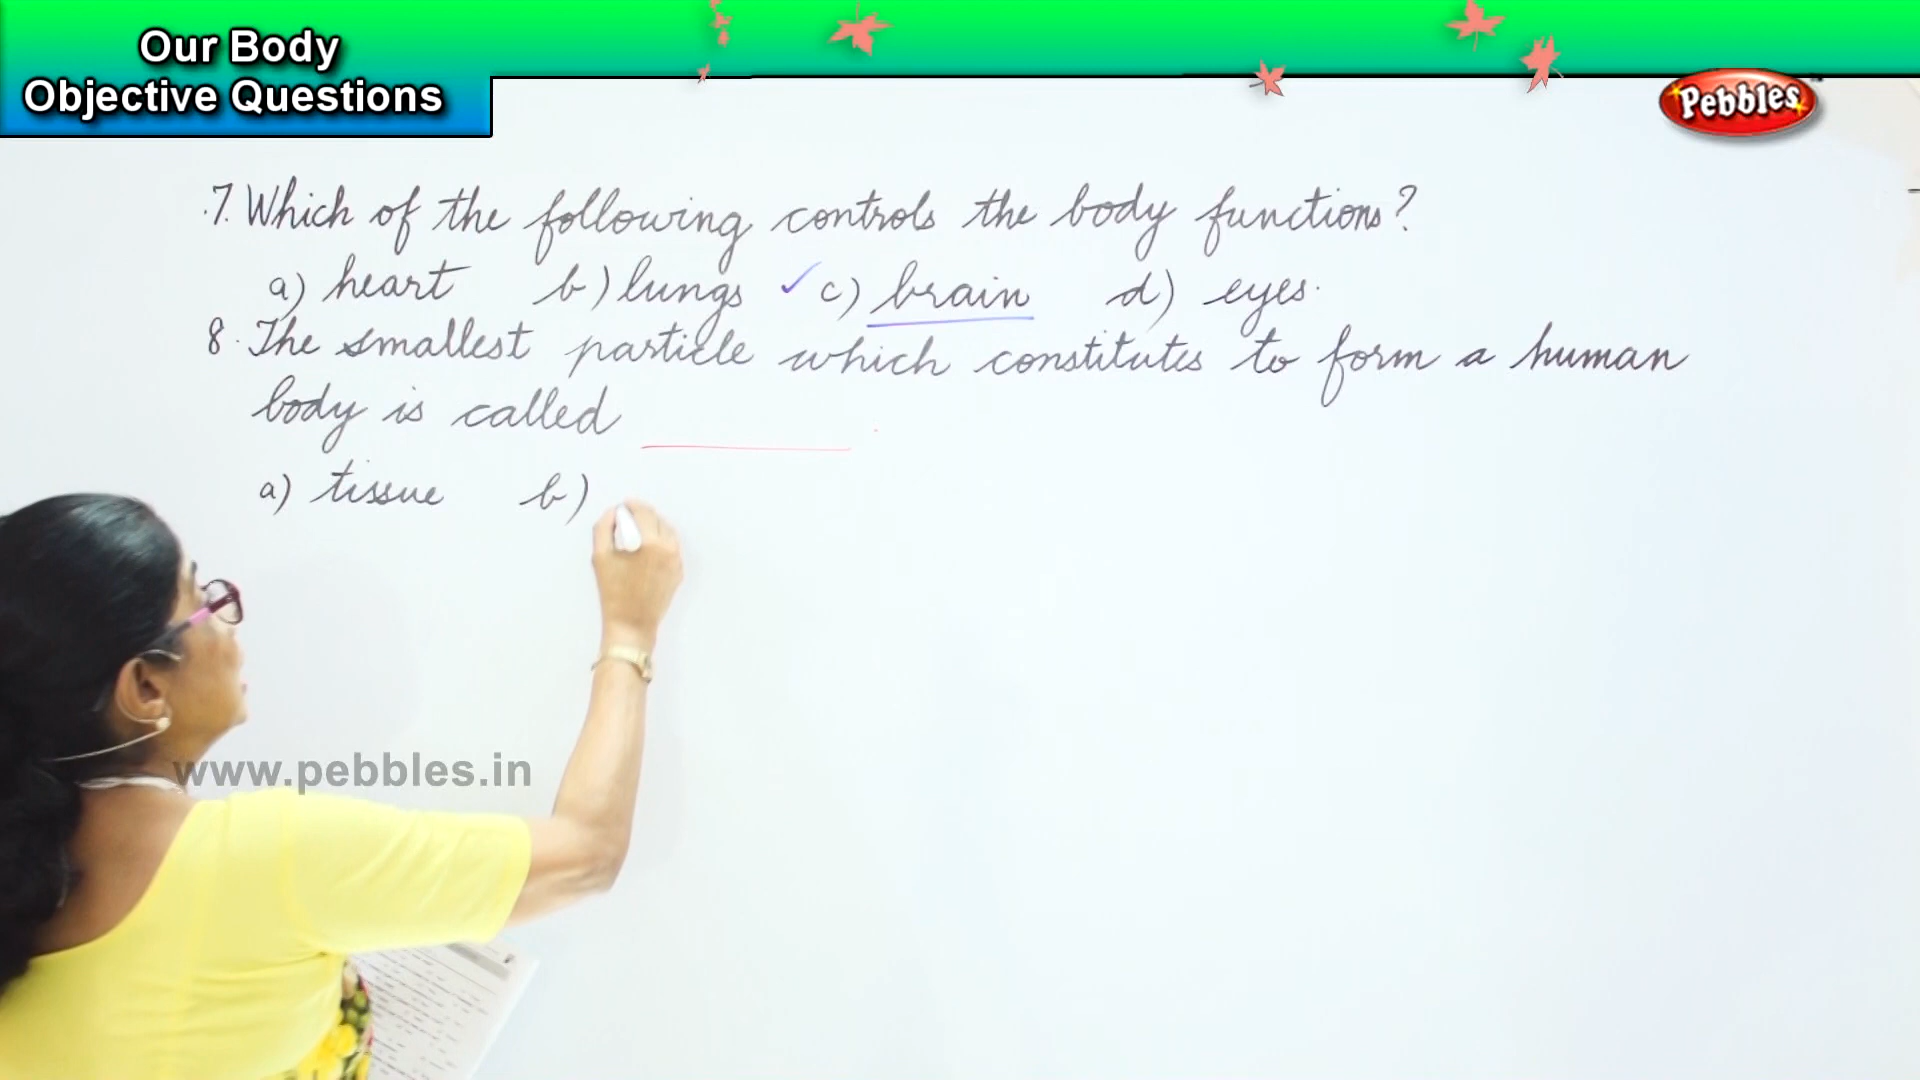 Our Body
Objective Questions
Pebbles
7. Which of the following controls the body functions?
a) heart b) lungs ✓ c) brain d) eyes.
8. The smallest particle which constitutes to form a human
body is called ________.
a) tissue b)
www.pebbles.in